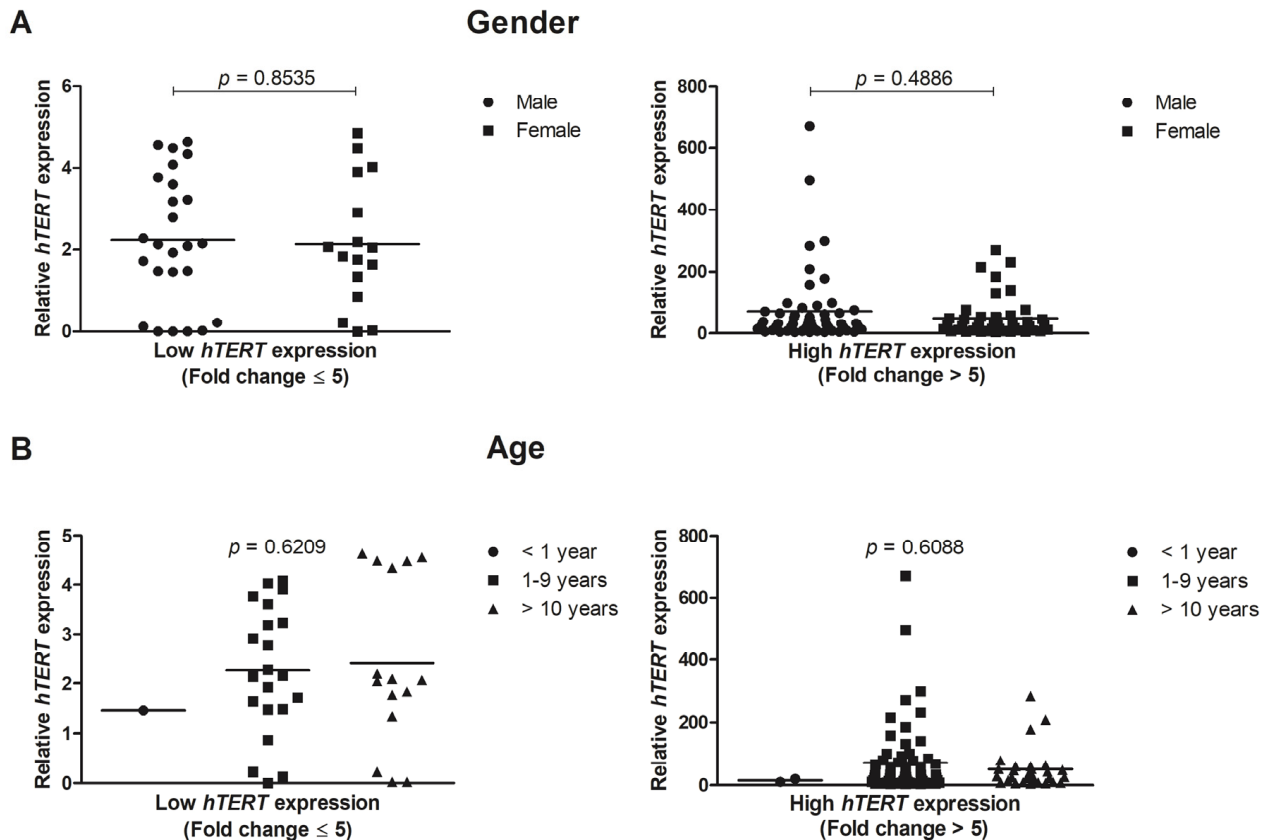 A
Gender
p = 0.8535
Relative hTERT expression
6
4
2
0
Low hTERT expression
(Fold change ≤ 5)
Male
Female
p = 0.4886
Relative hTERT expression
800
600
400
200
0
High hTERT expression
(Fold change > 5)
Male
Female
B
Age
p = 0.6209
Relative hTERT expression
5
4
3
2
1
0
Low hTERT expression
(Fold change ≤ 5)
< 1 year
1-9 years
> 10 years
p = 0.6088
Relative hTERT expression
800
600
400
200
0
High hTERT expression
(Fold change > 5)
< 1 year
1-9 years
> 10 years